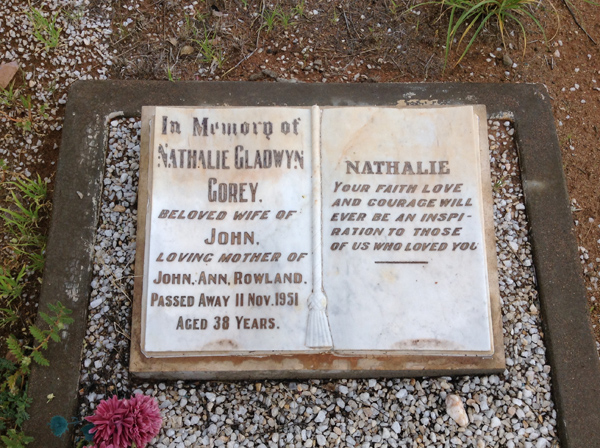 In Memory of
NATHALIE GLADWYN
COREY.
BELOVED WIFE OF
JOHN.
LOVING MOTHER OF
JOHN, ANN, ROWLAND.
PASSED AWAY 11 NOV. 1951
AGED 38 YEARS.
NATHALIE
YOUR FAITH LOVE
AND COURAGE WILL
EVER BE AN INSPI-
RATION TO THOSE
OF US WHO LOVED YOU